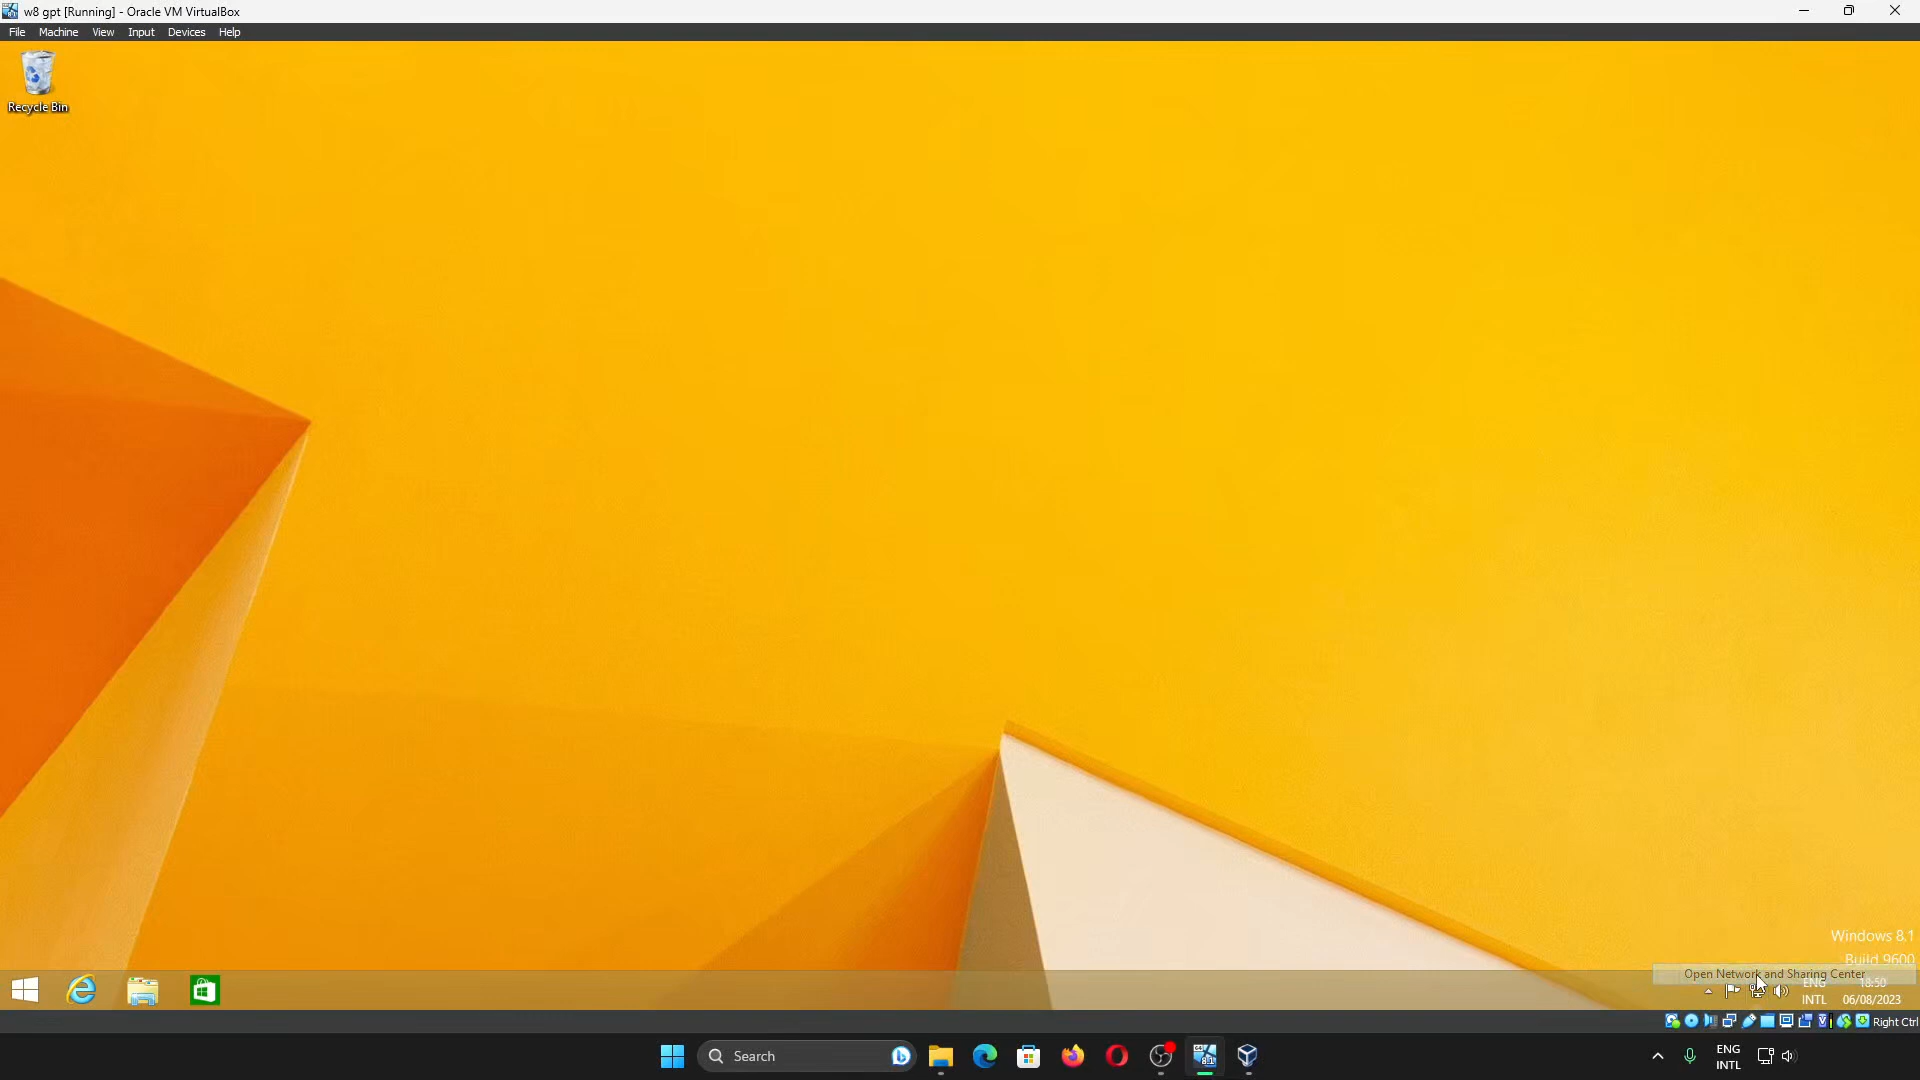 w8 gpt [Running] - Oracle VM VirtualBox
File Machine View Input Devices Help
Recycle Bin
Windows 8.1
Build 9600
Open Network and Sharing Center
ENG
INTL
18:50
06/08/2023
Right Ctrl
Search
ENG
INTL